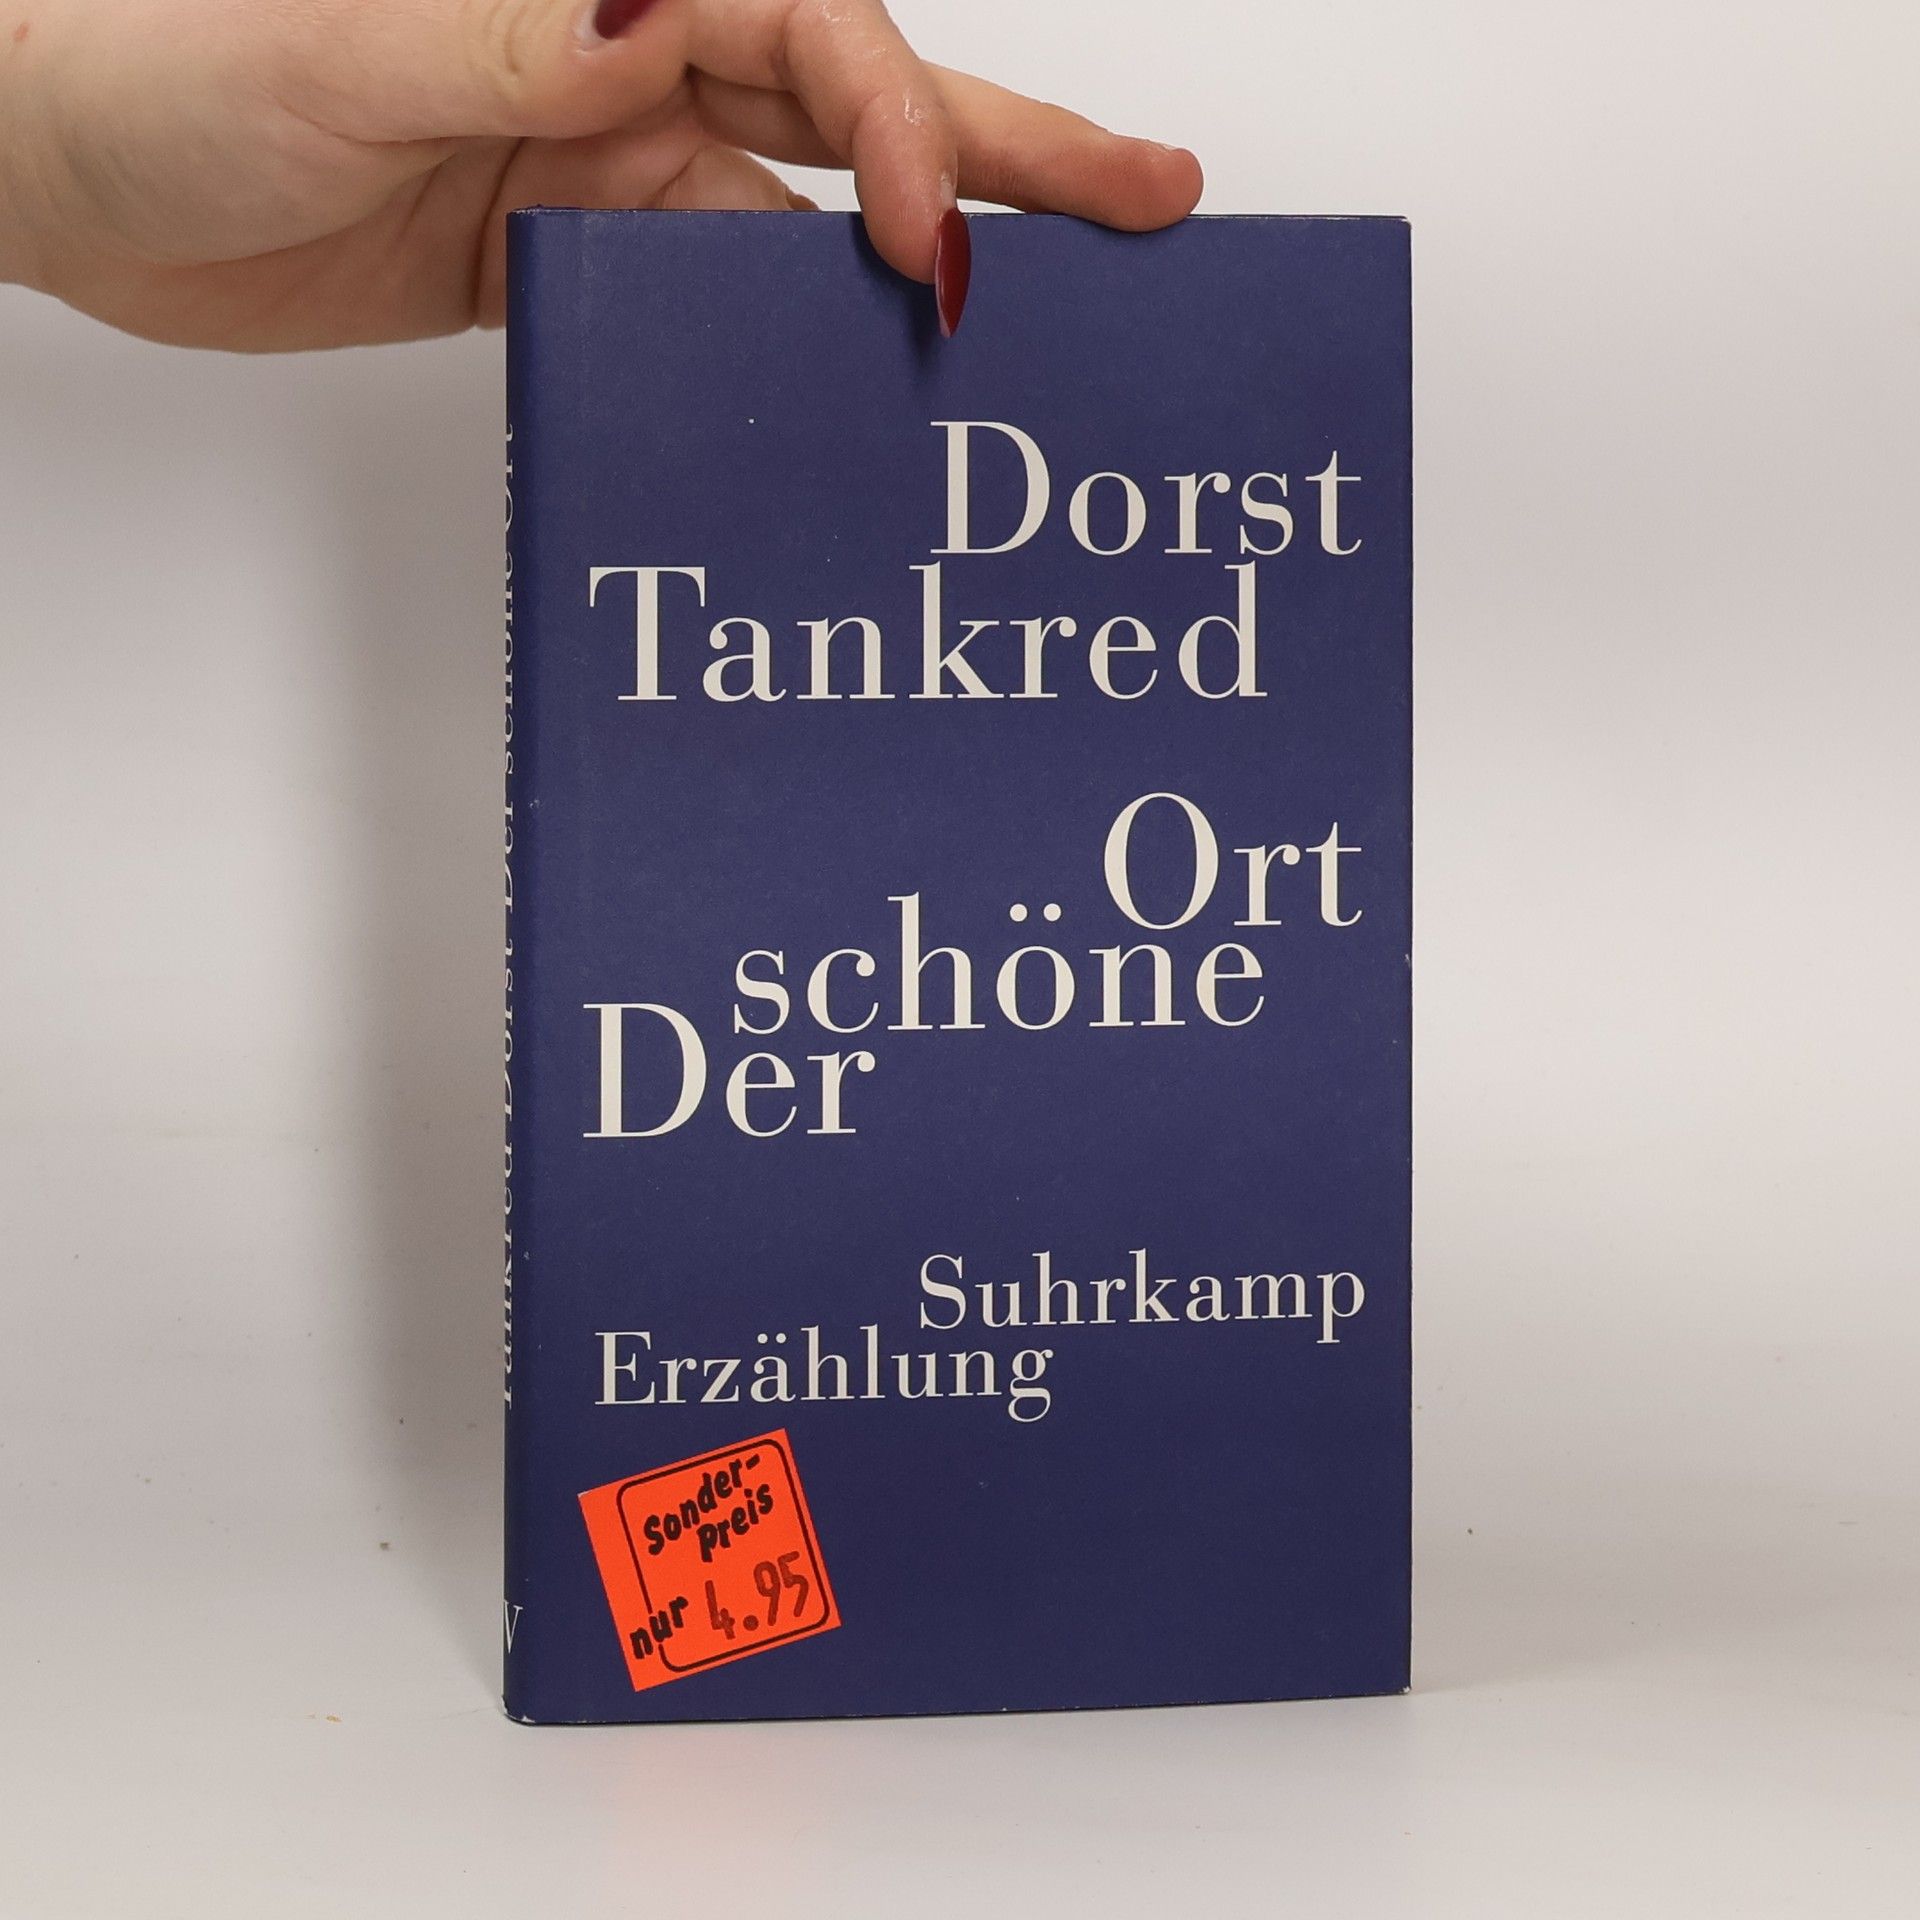 Dorst
Tankred
Ort
schöne
Der
Suhrkamp
Erzählung
Sonder-
preis
nur 4.95
Tankred Dorst Der schöne Ort